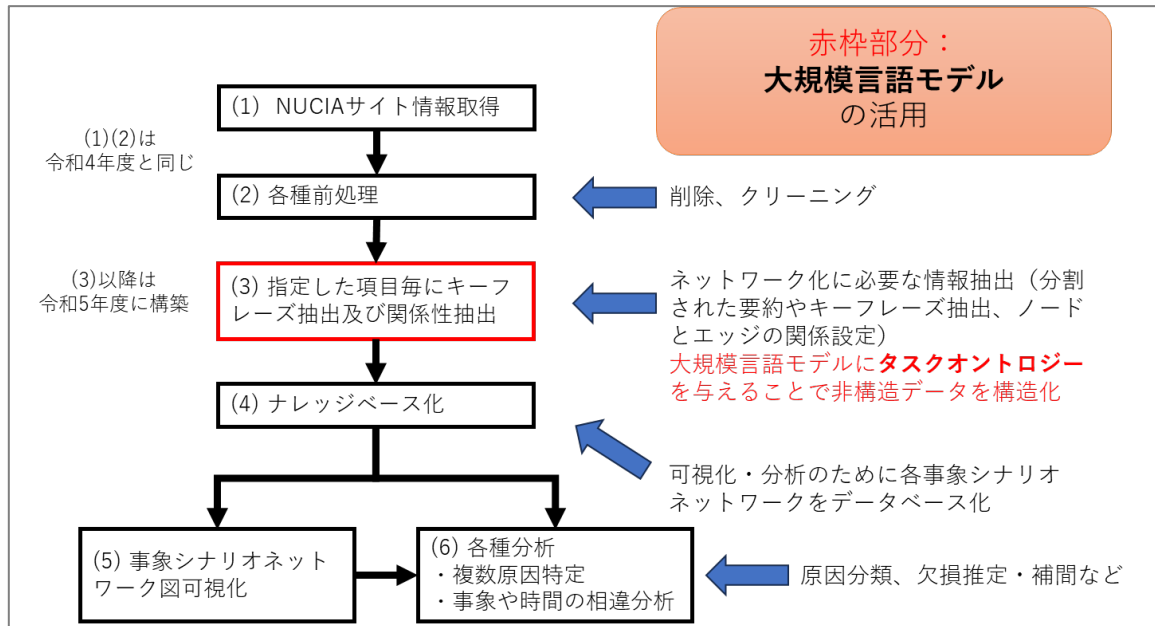 赤枠部分：
大規模言語モデル
の活用
(1) NUCIAサイト情報取得
(1)(2)は
令和4年度と同じ
(2) 各種前処理
削除、クリーニング
(3)以降は
令和5年度に構築
(3) 指定した項目毎にキーフ
レーズ抽出及び関係性抽出
ネットワーク化に必要な情報抽出（分割
された要約やキーフレーズ抽出、ノード
とエッジの関係設定）
大規模言語モデルにタスクオントロジー
を与えることで非構造データを構造化
(4) ナレッジベース化
可視化・分析のために各事象シナリオ
ネットワークをデータベース化
(5) 事象シナリオネット
ワーク図可視化
(6) 各種分析
・複数原因特定
・事象や時間の相違分析
原因分類、欠損推定・補間など